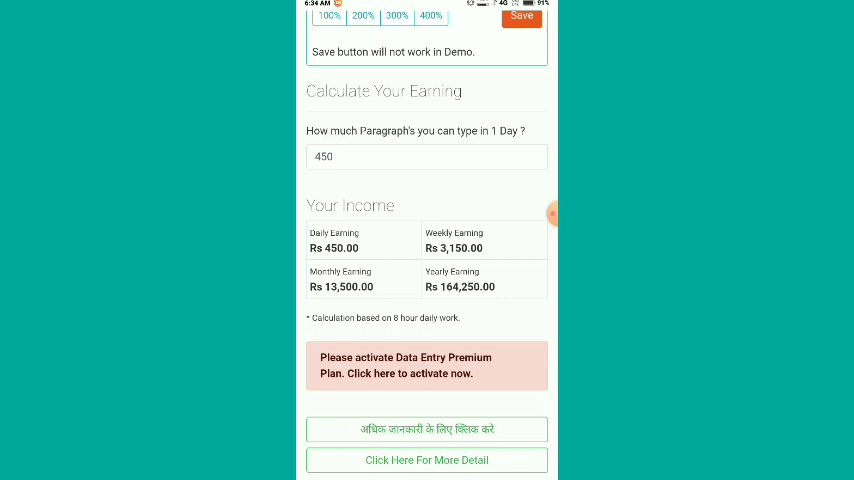 6:34 AM
4G
91%
100% 200% 300% 400% Save
Save button will not work in Demo.
Calculate Your Earning
How much Paragraph's you can type in 1 Day ?
450
Your Income
Daily Earning Weekly Earning
Rs 450.00 Rs 3,150.00
Monthly Earning Yearly Earning
Rs 13,500.00 Rs 164,250.00
* Calculation based on 8 hour daily work.
Please activate Data Entry Premium
Plan. Click here to activate now.
अधिक जानकारी के लिए क्लिक करे
Click Here For More Detail